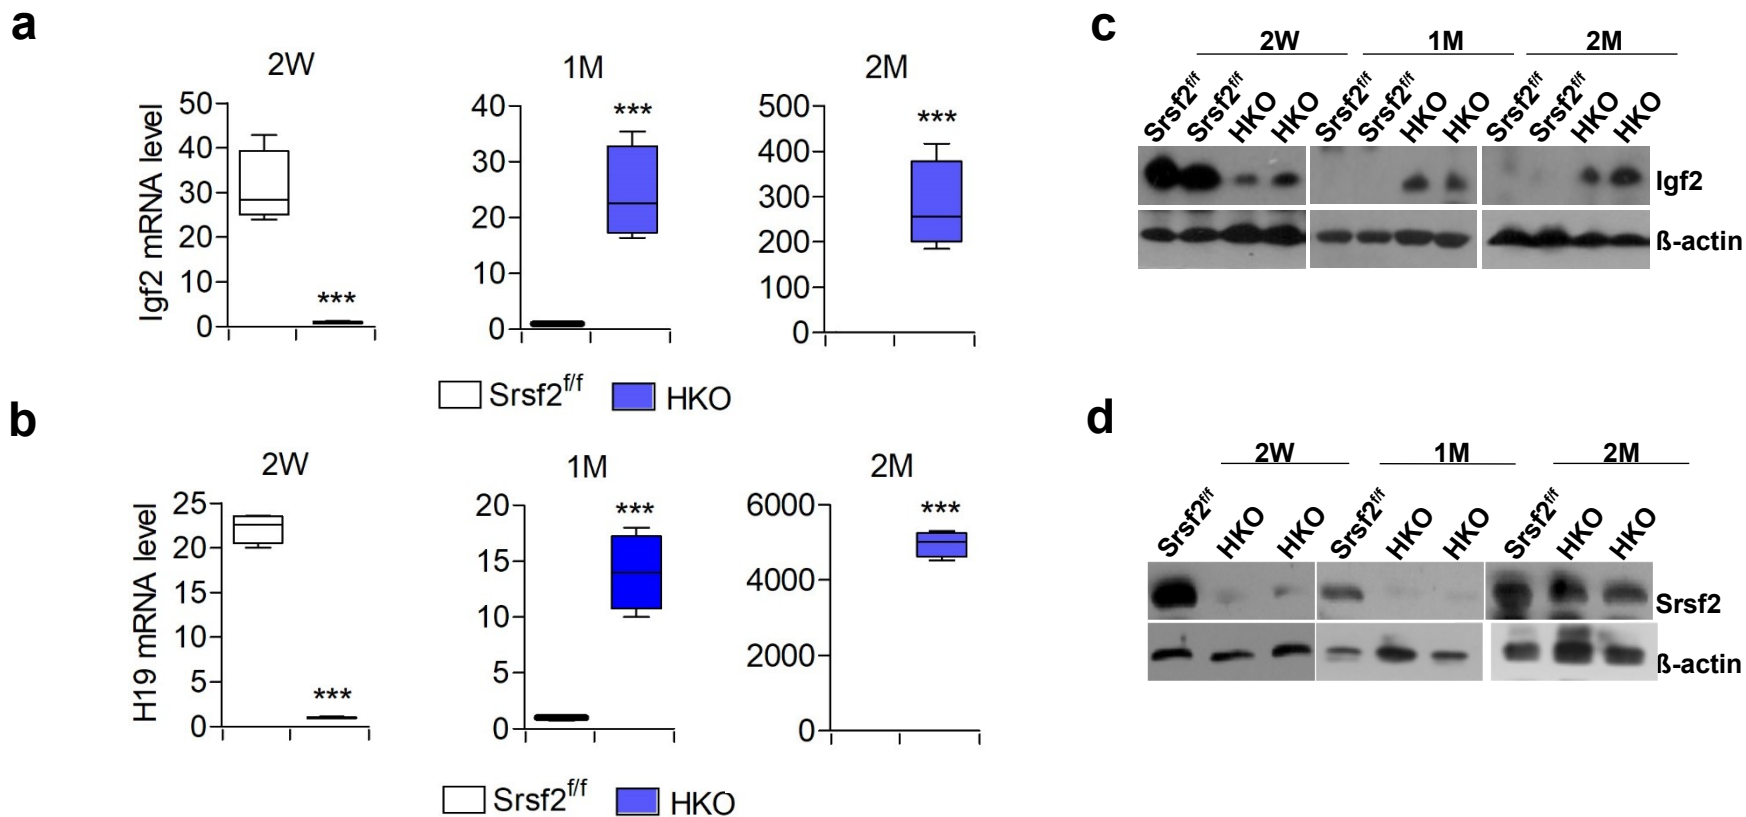 a
2W
1M
2M
Igf2 mRNA level
50
40
30
20
10
0
***
40
30
20
10
0
***
500
400
300
200
100
0
***
Srsf2f/f
HKO
b
2W
1M
2M
H19 mRNA level
25
20
15
10
5
0
***
20
15
10
5
0
***
6000
4000
2000
0
***
Srsf2f/f
HKO
c
2W
1M
2M
Srsf2f/f
Srsf2f/f
HKO
HKO
Srsf2f/f
Srsf2f/f
HKO
HKO
Srsf2f/f
Srsf2f/f
HKO
HKO
Igf2
ß-actin
d
2W
1M
2M
Srsf2f/f
HKO
HKO
Srsf2f/f
HKO
HKO
Srsf2f/f
HKO
HKO
Srsf2
ß-actin